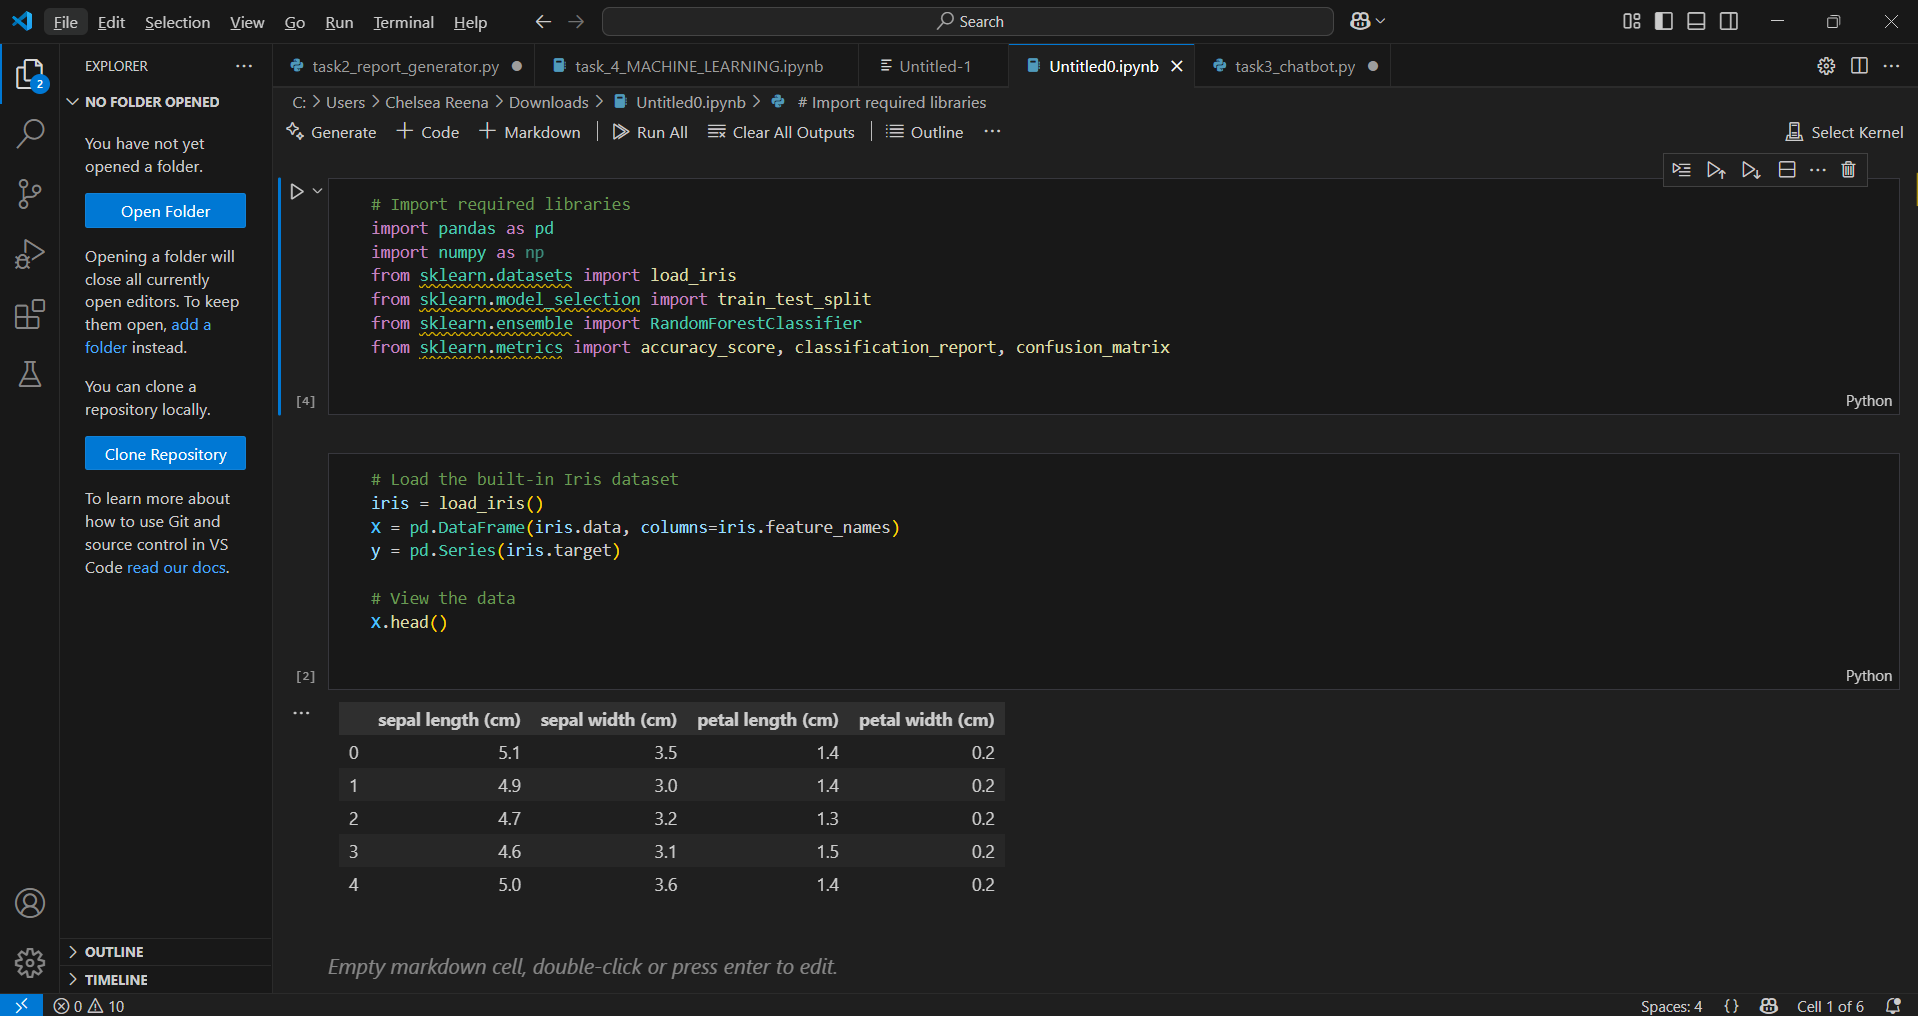 File Edit Selection View Go Run Terminal Help
Search
EXPLORER
task2_report_generator.py
task_4_MACHINE_LEARNING.ipynb
Untitled-1
Untitled0.ipynb
task3_chatbot.py
2
NO FOLDER OPENED
C: > Users > Chelsea Reena > Downloads > Untitled0.ipynb > # Import required libraries
Generate + Code + Markdown | Run All Clear All Outputs | Outline ...
Select Kernel
You have not yet
opened a folder.
Open Folder
Opening a folder will
close all currently
open editors. To keep
them open, add a
folder instead.
You can clone a
repository locally.
Clone Repository
To learn more about
how to use Git and
source control in VS
Code read our docs.
OUTLINE
TIMELINE
# Import required libraries
import pandas as pd
import numpy as np
from sklearn.datasets import load_iris
from sklearn.model_selection import train_test_split
from sklearn.ensemble import RandomForestClassifier
from sklearn.metrics import accuracy_score, classification_report, confusion_matrix
[4]
Python
# Load the built-in Iris dataset
iris = load_iris()
X = pd.DataFrame(iris.data, columns=iris.feature_names)
y = pd.Series(iris.target)
# View the data
X.head()
[2]
Python
...
sepal length (cm) sepal width (cm) petal length (cm) petal width (cm)
0 5.1 3.5 1.4 0.2
1 4.9 3.0 1.4 0.2
2 4.7 3.2 1.3 0.2
3 4.6 3.1 1.5 0.2
4 5.0 3.6 1.4 0.2
Empty markdown cell, double-click or press enter to edit.
0 10
Spaces: 4 {} Cell 1 of 6